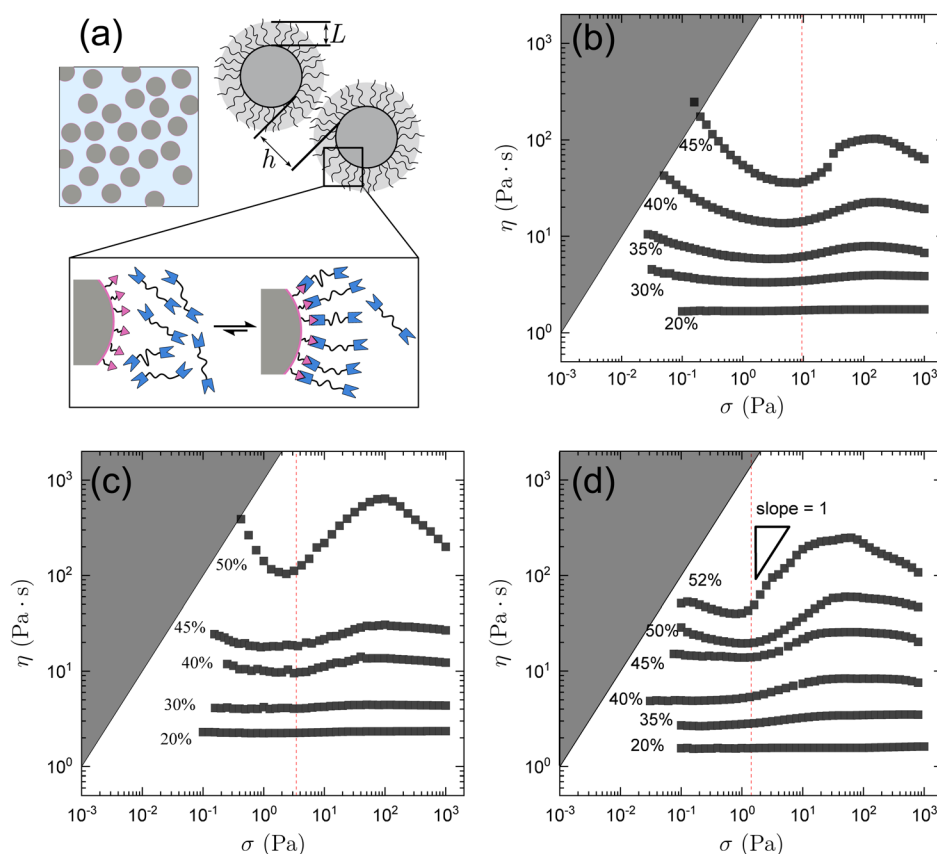 (a)
L
h
(b)
η (Pa · s)
10³
10²
10¹
10⁰
45%
40%
35%
30%
20%
10⁻³ 10⁻² 10⁻¹ 10⁰ 10¹ 10² 10³
σ (Pa)
(c)
η (Pa · s)
10³
10²
10¹
10⁰
50%
45%
40%
30%
20%
10⁻³ 10⁻² 10⁻¹ 10⁰ 10¹ 10² 10³
σ (Pa)
(d)
η (Pa · s)
10³
10²
10¹
10⁰
slope = 1
52%
50%
45%
40%
35%
20%
10⁻³ 10⁻² 10⁻¹ 10⁰ 10¹ 10² 10³
σ (Pa)